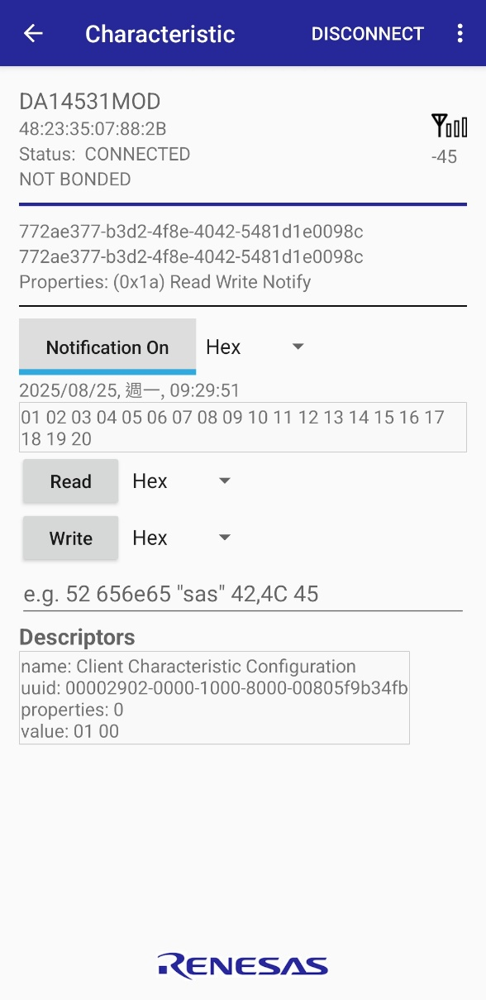 Characteristic
DISCONNECT
DA14531MOD
48:23:35:07:88:2B
Status: CONNECTED
NOT BONDED
-45
772ae377-b3d2-4f8e-4042-5481d1e0098c
772ae377-b3d2-4f8e-4042-5481d1e0098c
Properties: (0x1a) Read Write Notify
Notification On
Hex
2025/08/25, 週一, 09:29:51
01 02 03 04 05 06 07 08 09 10 11 12 13 14 15 16 17
18 19 20
Read
Hex
Write
Hex
e.g. 52 656e65 "sas" 42,4C 45
Descriptors
name: Client Characteristic Configuration
uuid: 00002902-0000-1000-8000-00805f9b34fb
properties: 0
value: 01 00
RENESAS